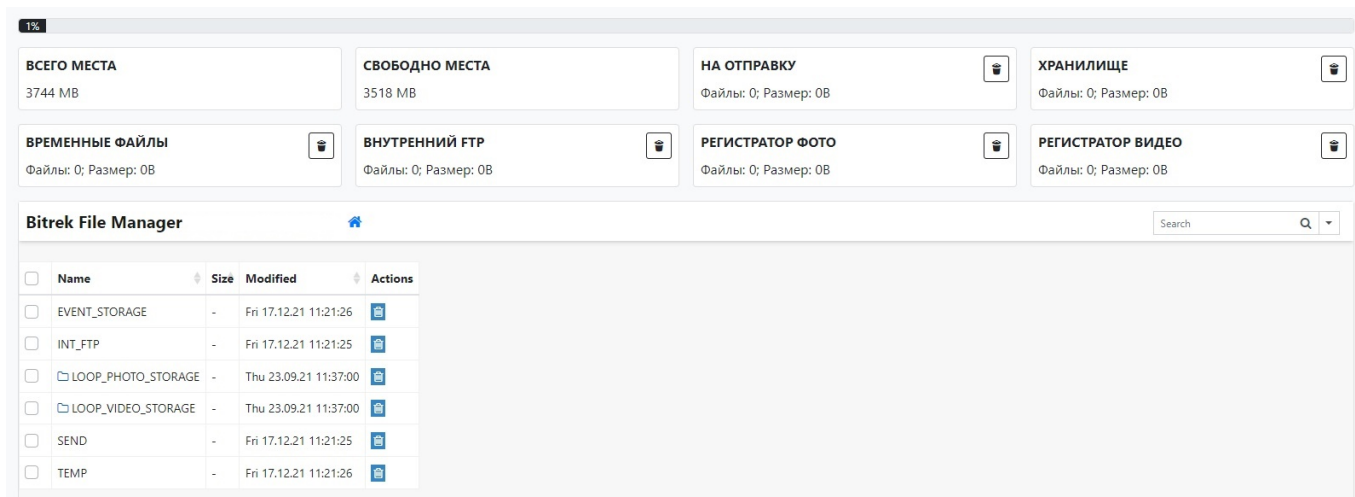 1%
ВСЕГО МЕСТА
3744 MB
СВОБОДНО МЕСТА
3518 MB
НА ОТПРАВКУ
Файлы: 0; Размер: 0B
ХРАНИЛИЩЕ
Файлы: 0; Размер: 0B
ВРЕМЕННЫЕ ФАЙЛЫ
Файлы: 0; Размер: 0B
ВНУТРЕННИЙ FTP
Файлы: 0; Размер: 0B
РЕГИСТРАТОР ФОТО
Файлы: 0; Размер: 0B
РЕГИСТРАТОР ВИДЕО
Файлы: 0; Размер: 0B
Bitrek File Manager
Search
Name Size Modified Actions
EVENT_STORAGE - Fri 17.12.21 11:21:26
INT_FTP - Fri 17.12.21 11:21:25
LOOP_PHOTO_STORAGE - Thu 23.09.21 11:37:00
LOOP_VIDEO_STORAGE - Thu 23.09.21 11:37:00
SEND - Fri 17.12.21 11:21:25
TEMP - Fri 17.12.21 11:21:26